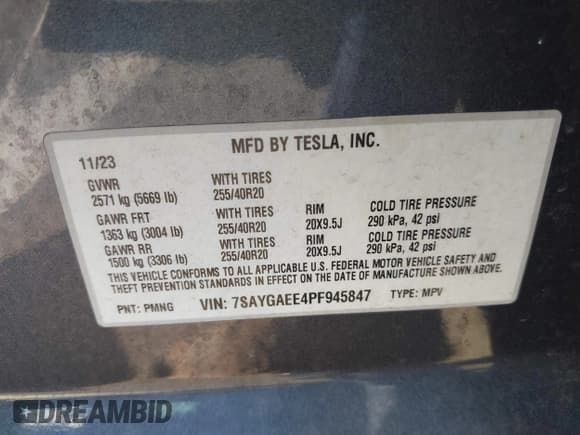 MFD BY TESLA, INC.
11/23
GVWR WITH TIRES
2571 kg (5669 lb) 255/40R20
GAWR FRT WITH TIRES RIM COLD TIRE PRESSURE
1363 kg (3004 lb) 255/40R20 20X9.5J 290 kPa, 42 psi
GAWR RR WITH TIRES RIM COLD TIRE PRESSURE
1500 kg (3306 lb) 255/40R20 20X9.5J 290 kPa, 42 psi
THIS VEHICLE CONFORMS TO ALL APPLICABLE U.S. FEDERAL MOTOR VEHICLE SAFETY AND
THEFT PREVENTION STANDARDS IN EFFECT ON THE DATE OF MANUFACTURE SHOWN ABOVE.
PNT: PMNG VIN: 7SAYGAEE4PF945847 TYPE: MPV
DREAMBID